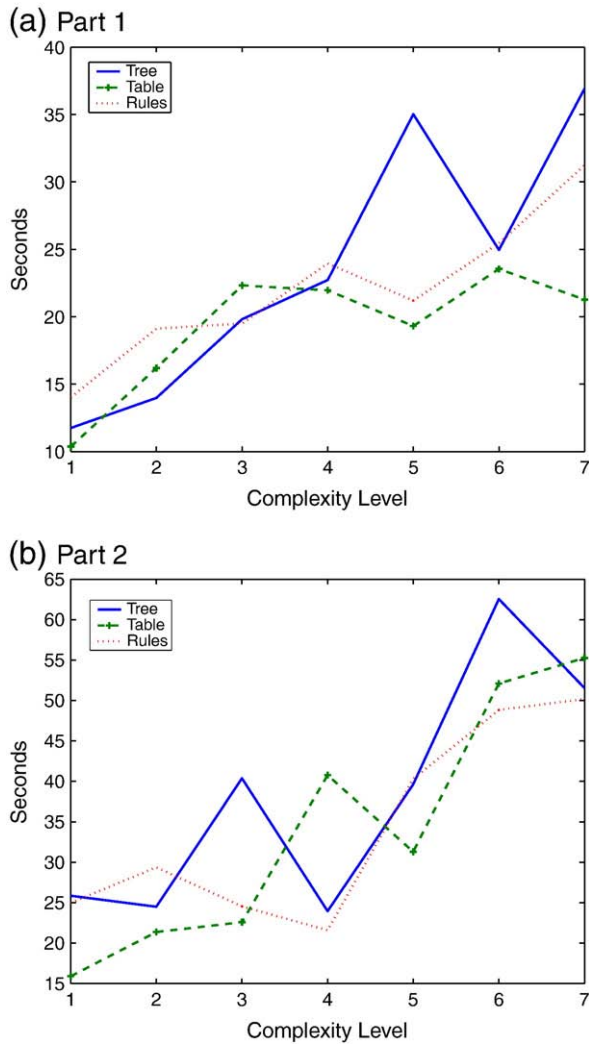 (a) Part 1
40
35
30
25
20
15
10
Seconds
Tree
Table
Rules
1 2 3 4 5 6 7
Complexity Level
(b) Part 2
65
60
55
50
45
40
35
30
25
20
15
Seconds
Tree
Table
Rules
1 2 3 4 5 6 7
Complexity Level